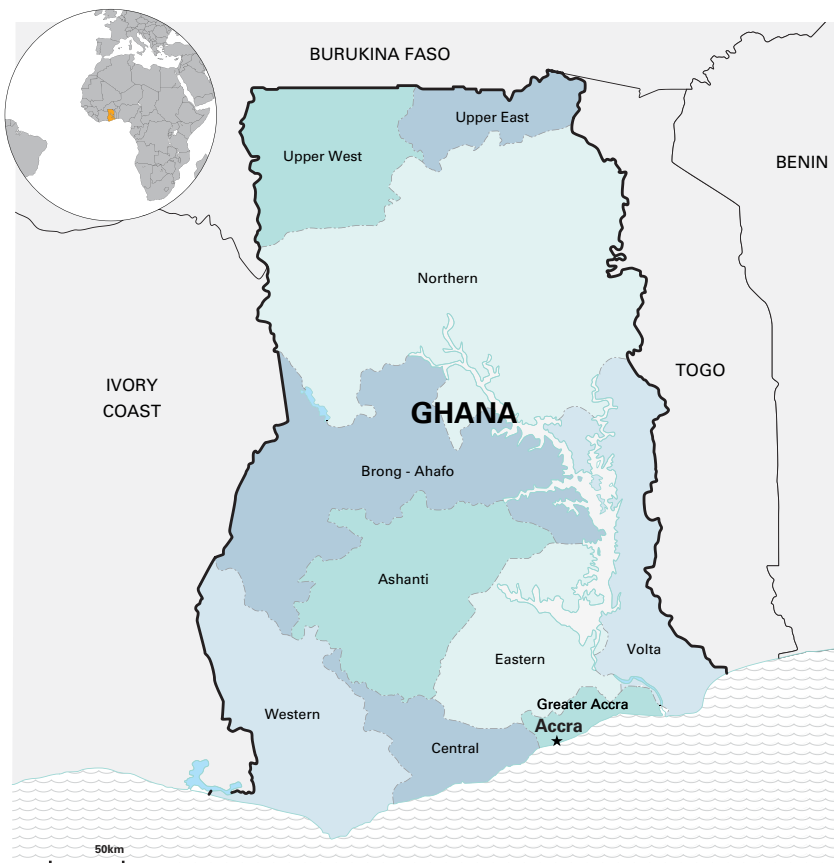 BURUKINA FASO
Upper East
Upper West
BENIN
Northern
TOGO
IVORY
COAST
GHANA
Brong - Ahafo
Ashanti
Volta
Eastern
Greater Accra
Western
Accra
Central
50km